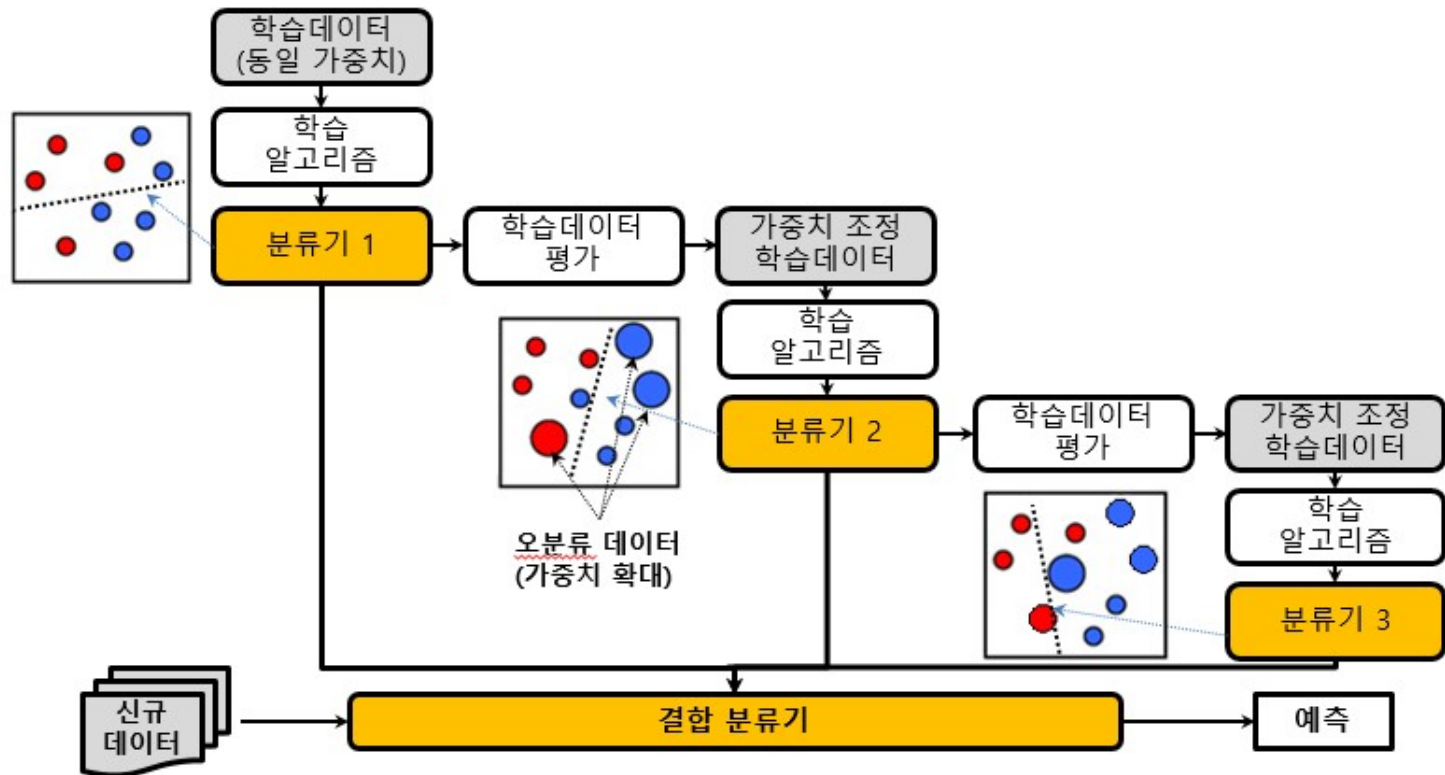 학습데이터
(동일 가중치)
학습
알고리즘
분류기 1
학습데이터
평가
가중치 조정
학습데이터
학습
알고리즘
분류기 2
학습데이터
평가
가중치 조정
학습데이터
오분류 데이터
(가중치 확대)
학습
알고리즘
분류기 3
신규
데이터
결합 분류기
예측